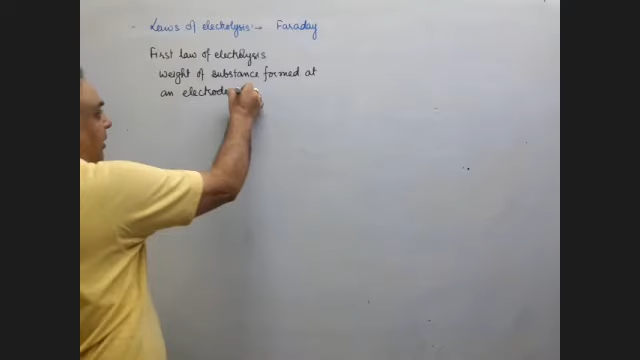 - Laws of electrolysis :→ Faraday
First Law of electrolysis
Weight of substance formed at
an electrode